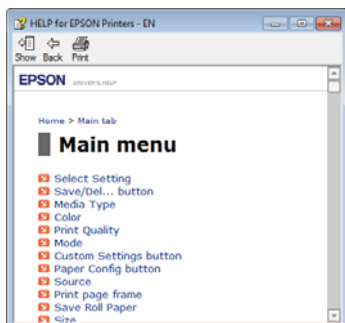 HELP for EPSON Printers - EN
Show Back Print
EPSON DRIVER'S HELP
Home > Main tab
Main menu
Select Setting
Save/Del... button
Media Type
Color
Print Quality
Mode
Custom Settings button
Paper Config button
Source
Print page frame
Save Roll Paper
Size